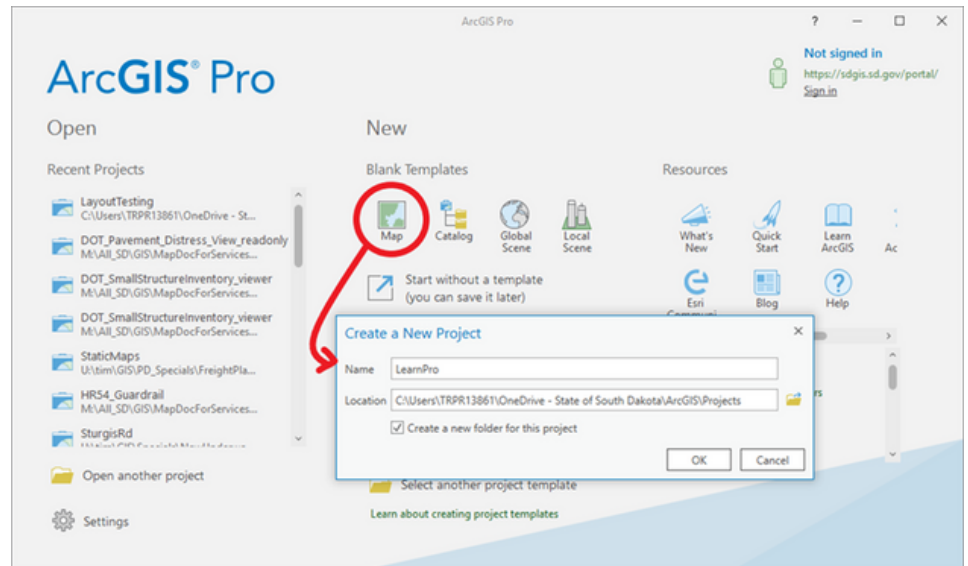 ArcGIS Pro
?
Not signed in
https://sdgis.sd.gov/portal/
Sign in
ArcGIS® Pro
Open
Recent Projects
LayoutTesting
C:\Users\TRPR13861\OneDrive - St...
DOT_Pavement_Distress_View_readonly
M:\All_SD\GIS\MapDocForServices...
DOT_SmallStructureInventory_viewer
M:\All_SD\GIS\MapDocForServices...
DOT_SmallStructureInventory_viewer
M:\All_SD\GIS\MapDocForServices...
StaticMaps
U:\tim\GIS\PD_Specials\FreightPla...
HR54_Guardrail
M:\All_SD\GIS\MapDocForServices...
SturgisRd
Open another project
Settings
New
Blank Templates
Map
Catalog
Global
Scene
Local
Scene
Start without a template
(you can save it later)
Resources
What's
New
Quick
Start
Learn
ArcGIS
Ac
Esri
Blog
Help
rs
Create a New Project
Name LearnPro
Location C:\Users\TRPR13861\OneDrive - State of South Dakota\ArcGIS\Projects
Create a new folder for this project
OK
Cancel
Select another project template
Learn about creating project templates